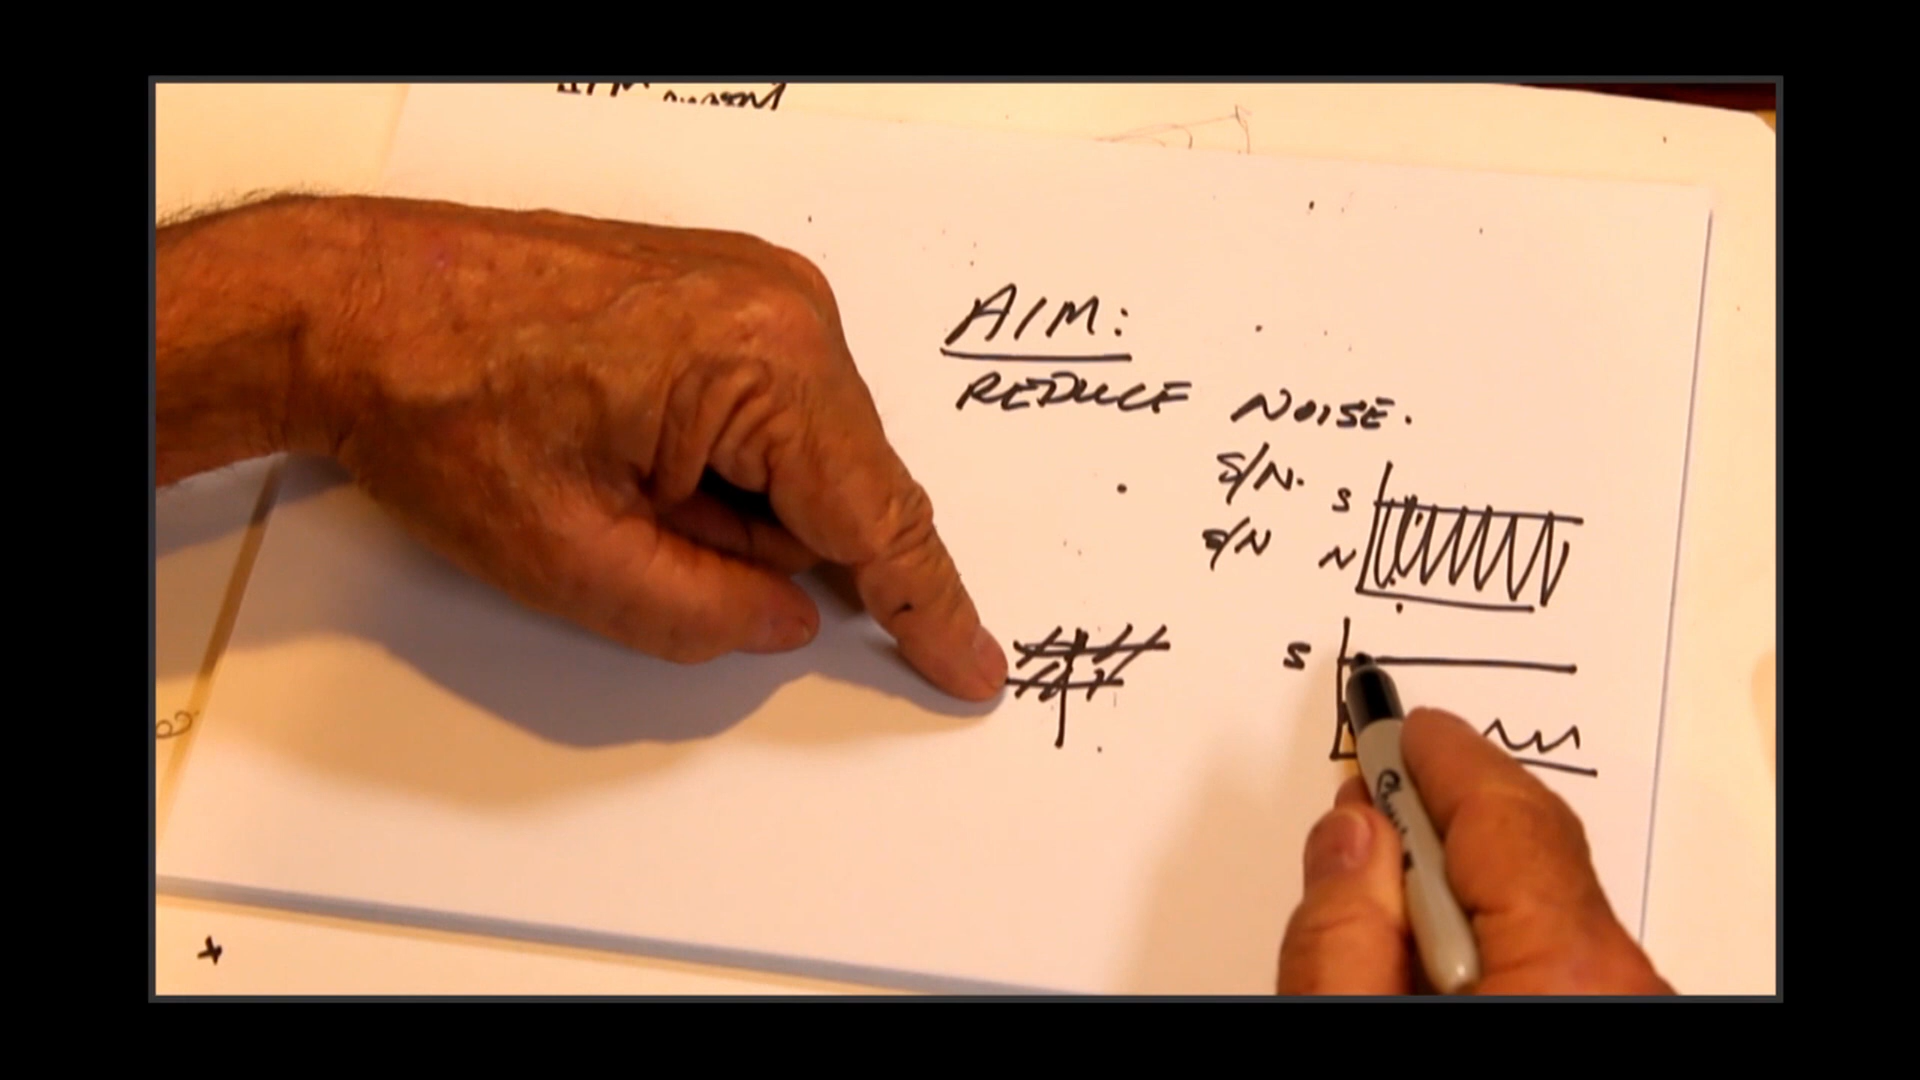 AIM:
REDUCE NOISE.
S/N. S
S/N N
S